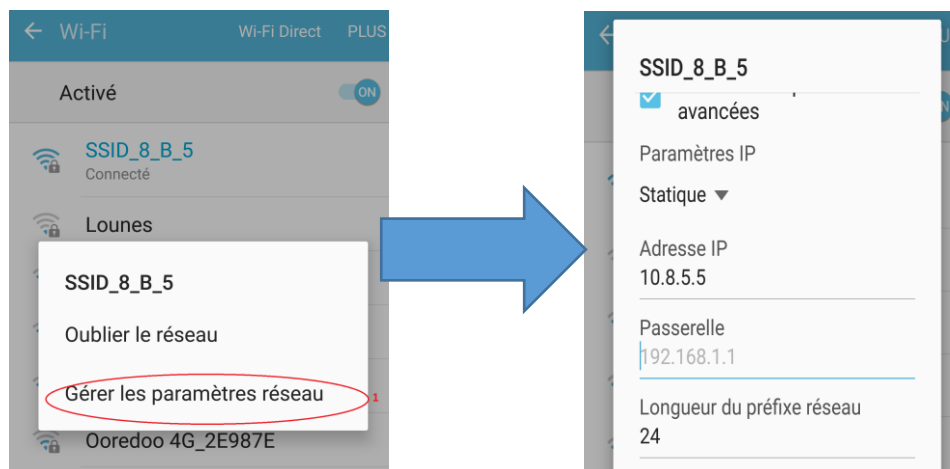 Wi-Fi Wi-Fi Direct PLUS
Activé ON
SSID_8_B_5
Connecté
Lounes
SSID_8_B_5
Oublier le réseau
Gérer les paramètres réseau 1
Ooredoo 4G_2E987E
SSID_8_B_5
avancées
Paramètres IP
Statique
Adresse IP
10.8.5.5
Passerelle
192.168.1.1
Longueur du préfixe réseau
24